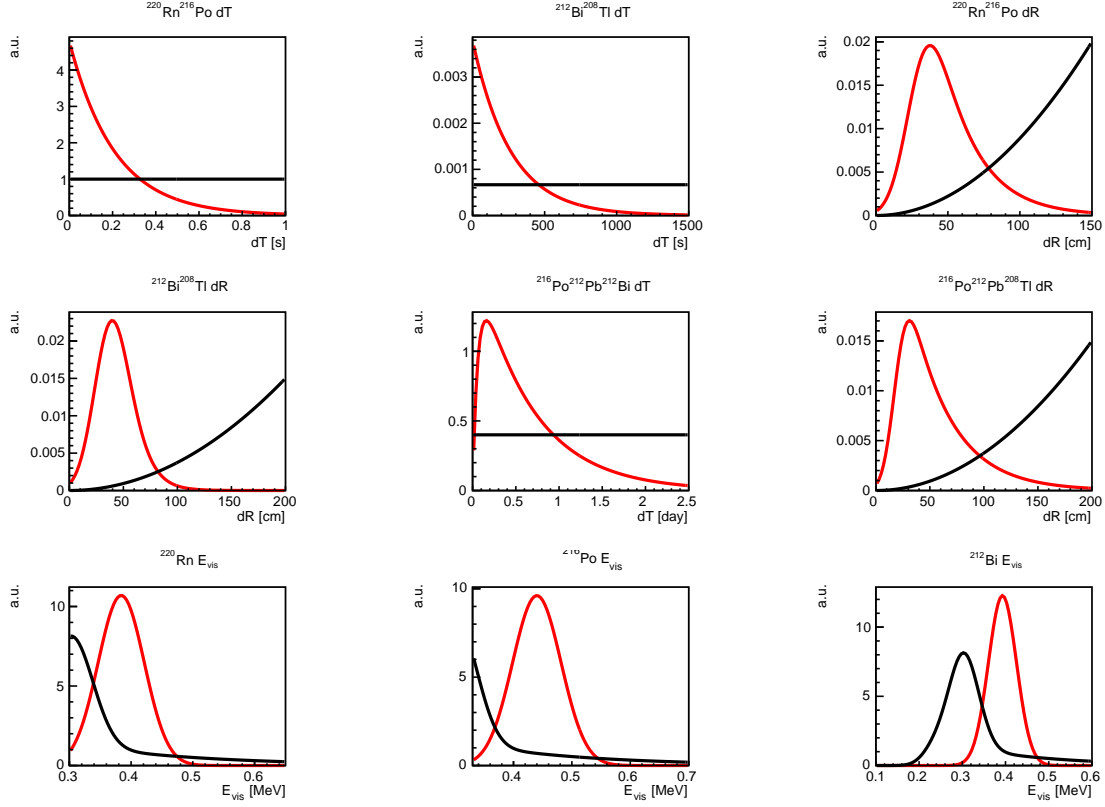 ²²⁰Rn²¹⁶Po dT
a.u.
4
3
2
1
0
0 0.2 0.4 0.6 0.8 1
dT [s]
²¹²Bi²⁰⁸Tl dT
a.u.
0.003
0.002
0.001
0
0 500 1000 1500
dT [s]
²²⁰Rn²¹⁶Po dR
a.u.
0.02
0.015
0.01
0.005
0
0 50 100 150
dR [cm]
²¹²Bi²⁰⁸Tl dR
a.u.
0.02
0.015
0.01
0.005
0
0 50 100 150 200
dR [cm]
²¹⁶Po²¹²Pb²¹²Bi dT
a.u.
1
0.5
0
0 0.5 1 1.5 2 2.5
dT [day]
²¹⁶Po²¹²Pb²⁰⁸Tl dR
a.u.
0.015
0.01
0.005
0
0 50 100 150 200
dR [cm]
²²⁰Rn E_vis
a.u.
10
5
0
0.3 0.4 0.5 0.6
E_vis [MeV]
²¹⁶Po E_vis
a.u.
10
8
6
4
2
0
0.4 0.5 0.6 0.7
E_vis [MeV]
²¹²Bi E_vis
a.u.
10
5
0
0.1 0.2 0.3 0.4 0.5 0.6
E_vis [MeV]